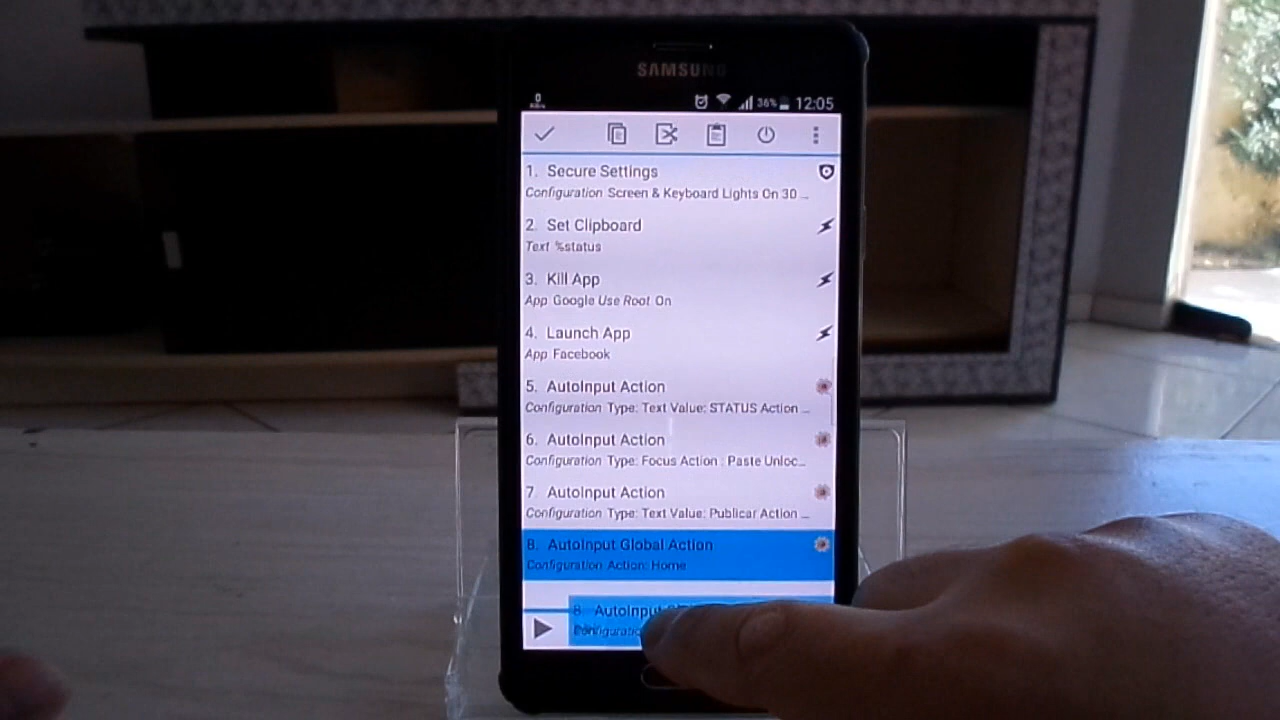 SAMSUNG
36% 12:05
1. Secure Settings
Configuration Screen & Keyboard Lights On 30 ...
2. Set Clipboard
Text %status
3. Kill App
App Google Use Root On
4. Launch App
App Facebook
5. AutoInput Action
Configuration Type: Text Value: STATUS Action ...
6. AutoInput Action
Configuration Type: Focus Action : Paste Unloc...
7. AutoInput Action
Configuration Type: Text Value: Publicar Action ...
8. AutoInput Global Action
Configuration Action: Home
8. AutoInput